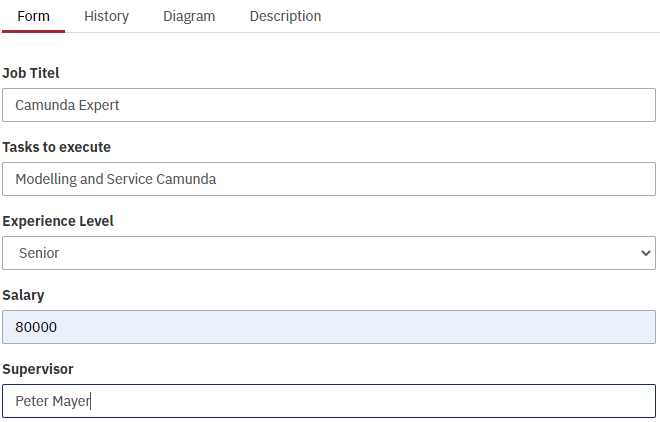 Form History Diagram Description
Job Titel
Camunda Expert
Tasks to execute
Modelling and Service Camunda
Experience Level
Senior
Salary
80000
Supervisor
Peter Mayer